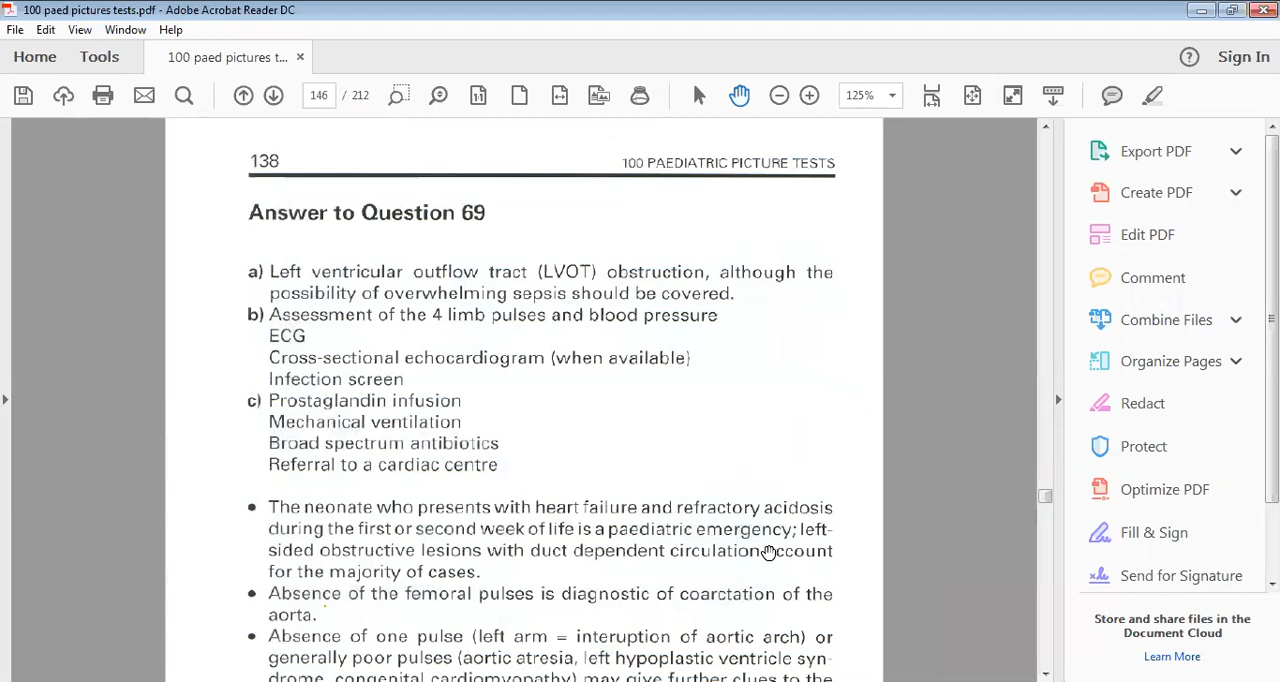 100 paed pictures tests.pdf - Adobe Acrobat Reader DC
File Edit View Window Help
Home Tools 100 paed pictures t... × Sign In
146 / 212 125%
138 100 PAEDIATRIC PICTURE TESTS
Answer to Question 69
a) Left ventricular outflow tract (LVOT) obstruction, although the
possibility of overwhelming sepsis should be covered.
b) Assessment of the 4 limb pulses and blood pressure
ECG
Cross-sectional echocardiogram (when available)
Infection screen
c) Prostaglandin infusion
Mechanical ventilation
Broad spectrum antibiotics
Referral to a cardiac centre
• The neonate who presents with heart failure and refractory acidosis
during the first or second week of life is a paediatric emergency; left-
sided obstructive lesions with duct dependent circulation account
for the majority of cases.
• Absence of the femoral pulses is diagnostic of coarctation of the
aorta.
• Absence of one pulse (left arm = interuption of aortic arch) or
generally poor pulses (aortic atresia, left hypoplastic ventricle syn-
drome, congenital cardiomyopathy) may give further clues to the
Export PDF
Create PDF
Edit PDF
Comment
Combine Files
Organize Pages
Redact
Protect
Optimize PDF
Fill & Sign
Send for Signature
Store and share files in the
Document Cloud
Learn More